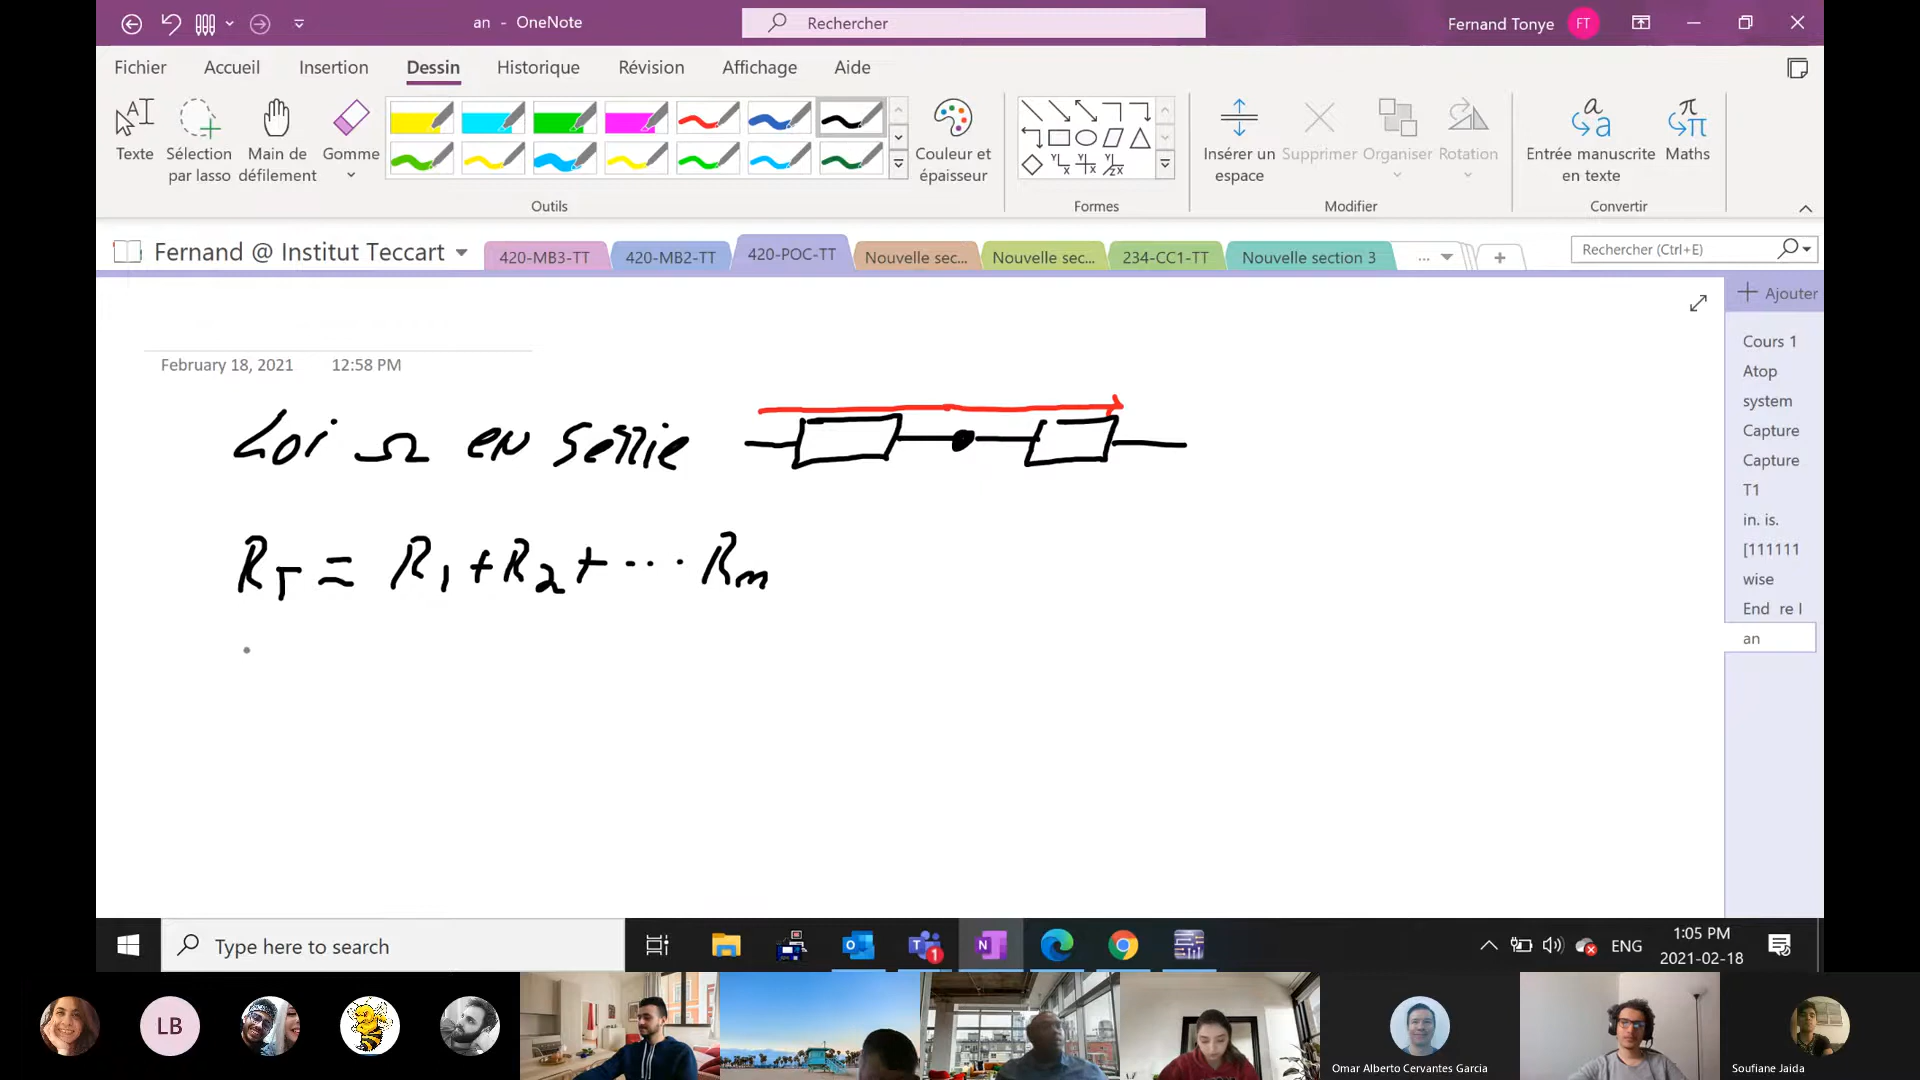 an - OneNote
Rechercher
Fernand Tonye FT
Fichier Accueil Insertion Dessin Historique Révision Affichage Aide
Texte
Sélection par lasso
Main de défilement
Gomme
Couleur et épaisseur
Insérer un espace
Supprimer
Organiser
Rotation
Entrée manuscrite en texte
Maths
Outils Formes Modifier Convertir
Fernand @ Institut Teccart
420-MB3-TT 420-MB2-TT 420-POC-TT Nouvelle sec... Nouvelle sec... 234-CC1-TT Nouvelle section 3 ...
Rechercher (Ctrl+E)
Ajouter
Cours 1
Atop
system
Capture
Capture
T1
in. is.
[111111
wise
End re l
an
February 18, 2021 12:58 PM
Loi Ω en serie
RT = R1 + R2 + ... Rm
Type here to search
1
ENG
1:05 PM
2021-02-18
LB
Omar Alberto Cervantes Garcia
Soufiane Jaida